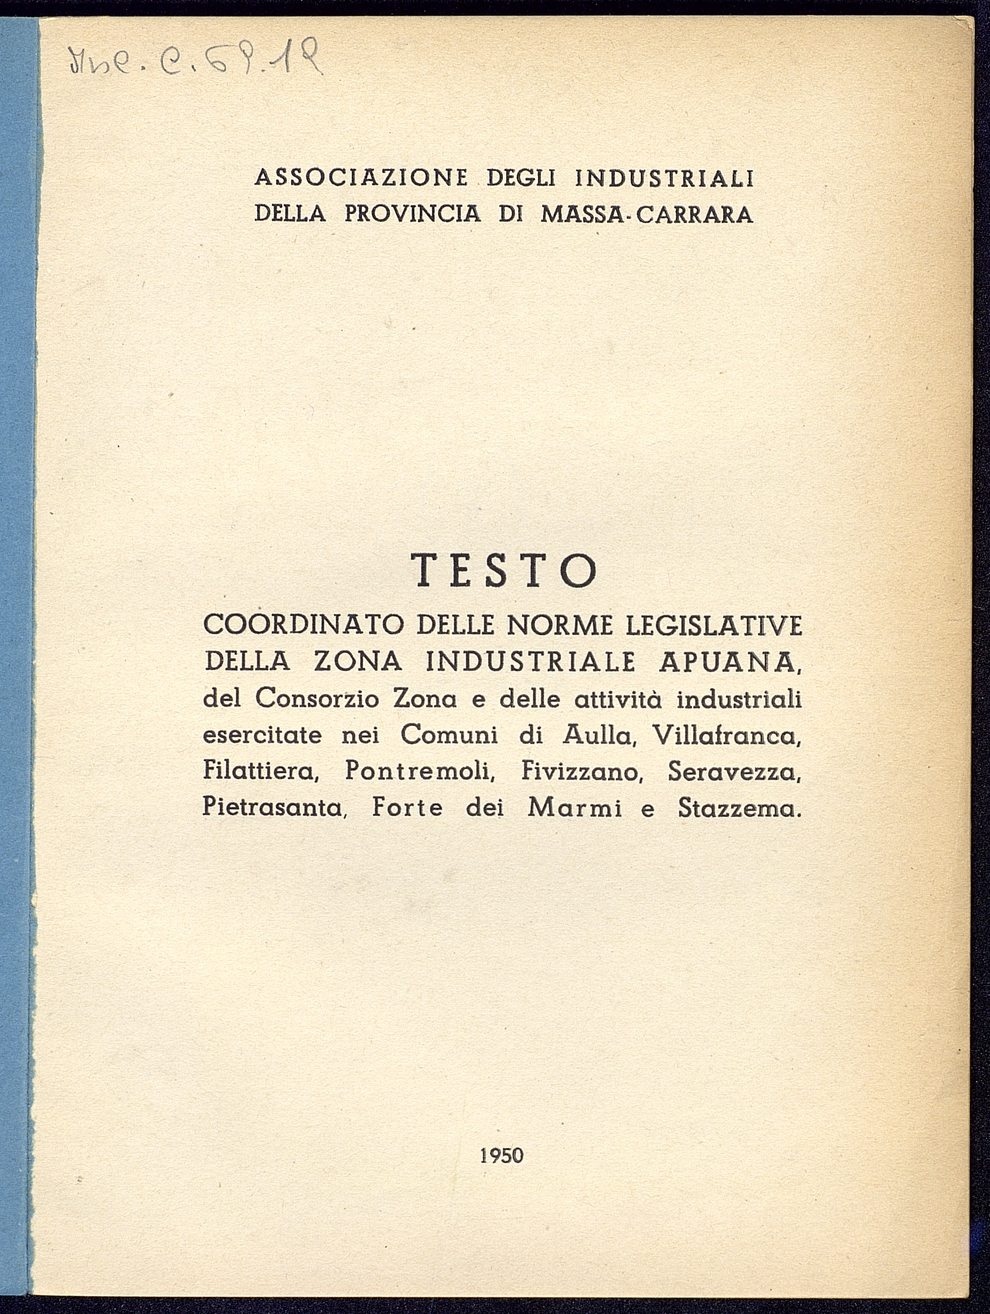 ASSOCIAZIONE DEGLI INDUSTRIALI
DELLA PROVINCIA DI MASSA-CARRARA
TESTO
COORDINATO DELLE NORME LEGISLATIVE
DELLA ZONA INDUSTRIALE APUANA,
del Consorzio Zona e delle attività industriali
esercitate nei Comuni di Aulla, Villafranca,
Filattiera, Pontremoli, Fivizzano, Seravezza,
Pietrasanta, Forte dei Marmi e Stazzema.
1950